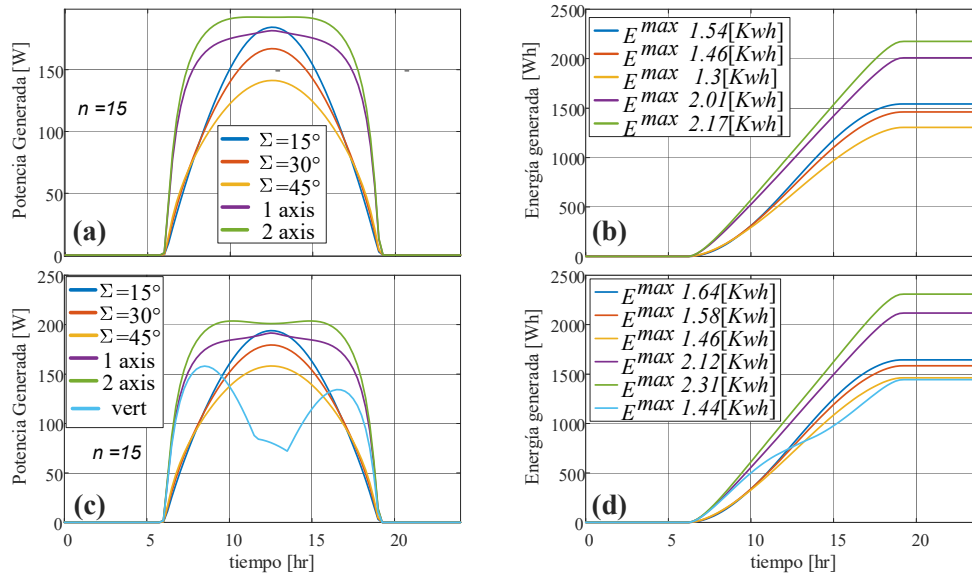 Potencia Generada [W]
150
100
50
0
n =15
Σ=15°
Σ=30°
Σ=45°
1 axis
2 axis
(a)
Energía generada [Wh]
2500
2000
1500
1000
500
0
E max 1.54[Kwh]
E max 1.46[Kwh]
E max 1.3[Kwh]
E max 2.01[Kwh]
E max 2.17[Kwh]
(b)
Potencia Generada [W]
250
200
150
100
50
0
Σ=15°
Σ=30°
Σ=45°
1 axis
2 axis
vert
n =15
(c)
0 5 10 15 20
tiempo [hr]
Energía generada [Wh]
2500
2000
1500
1000
500
0
E max 1.64[Kwh]
E max 1.58[Kwh]
E max 1.46[Kwh]
E max 2.12[Kwh]
E max 2.31[Kwh]
E max 1.44[Kwh]
(d)
0 5 10 15 20
tiempo [hr]